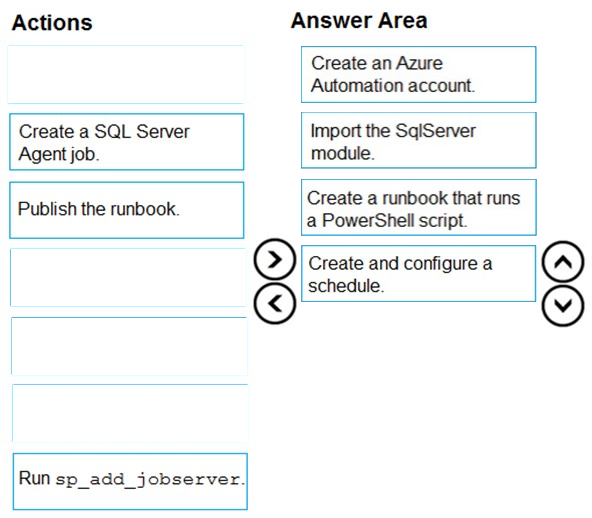 Actions
Answer Area
Create a SQL Server
Agent job.
Publish the runbook.
Run sp_add_jobserver.
Create an Azure
Automation account.
Import the SqlServer
module.
Create a runbook that runs
a PowerShell script.
Create and configure a
schedule.